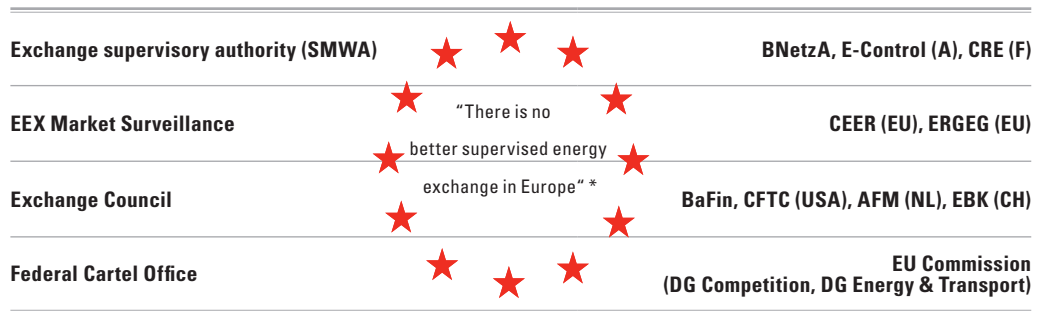 Exchange supervisory authority (SMWA)
BNetzA, E-Control (A), CRE (F)
“There is no
EEX Market Surveillance
CEER (EU), ERGEG (EU)
better supervised energy
exchange in Europe“ *
Exchange Council
BaFin, CFTC (USA), AFM (NL), EBK (CH)
Federal Cartel Office
EU Commission
(DG Competition, DG Energy & Transport)